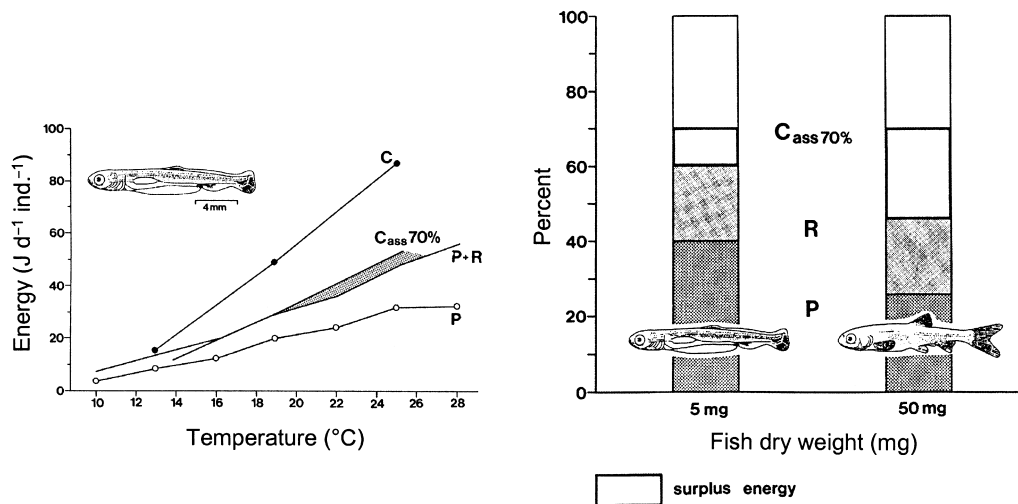 Energy (J d⁻¹ ind.⁻¹)
100
80
60
40
20
0
4mm
C
C ass 70%
P+R
P
10 12 14 16 18 20 22 24 26 28
Temperature (°C)
Percent
100
80
60
40
20
0
C ass 70%
R
P
5 mg 50 mg
Fish dry weight (mg)
surplus energy